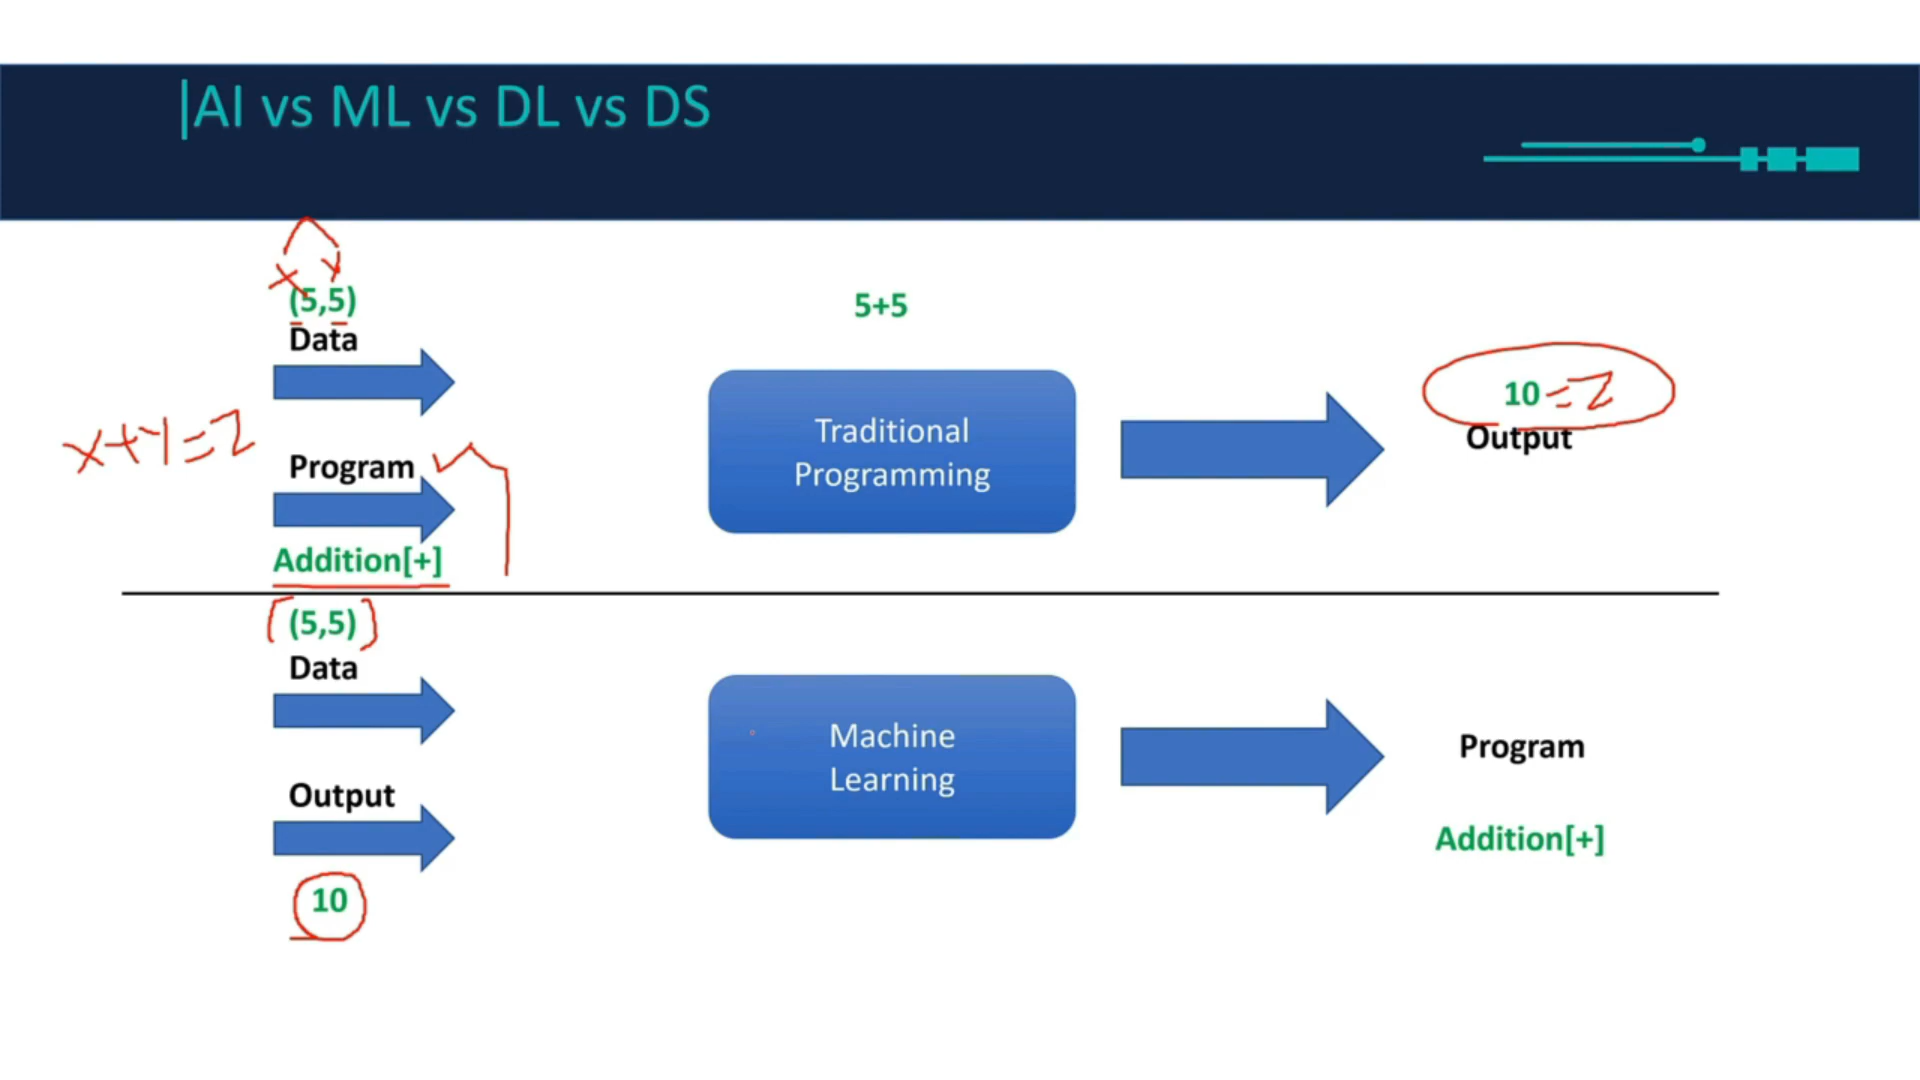 |AI vs ML vs DL vs DS
X Y
(5,5)
5+5
Data
10 = Z
Output
X+Y=Z
Program
Traditional
Programming
Addition[+]
(5,5)
Data
Machine
Learning
Program
Output
Addition[+]
10